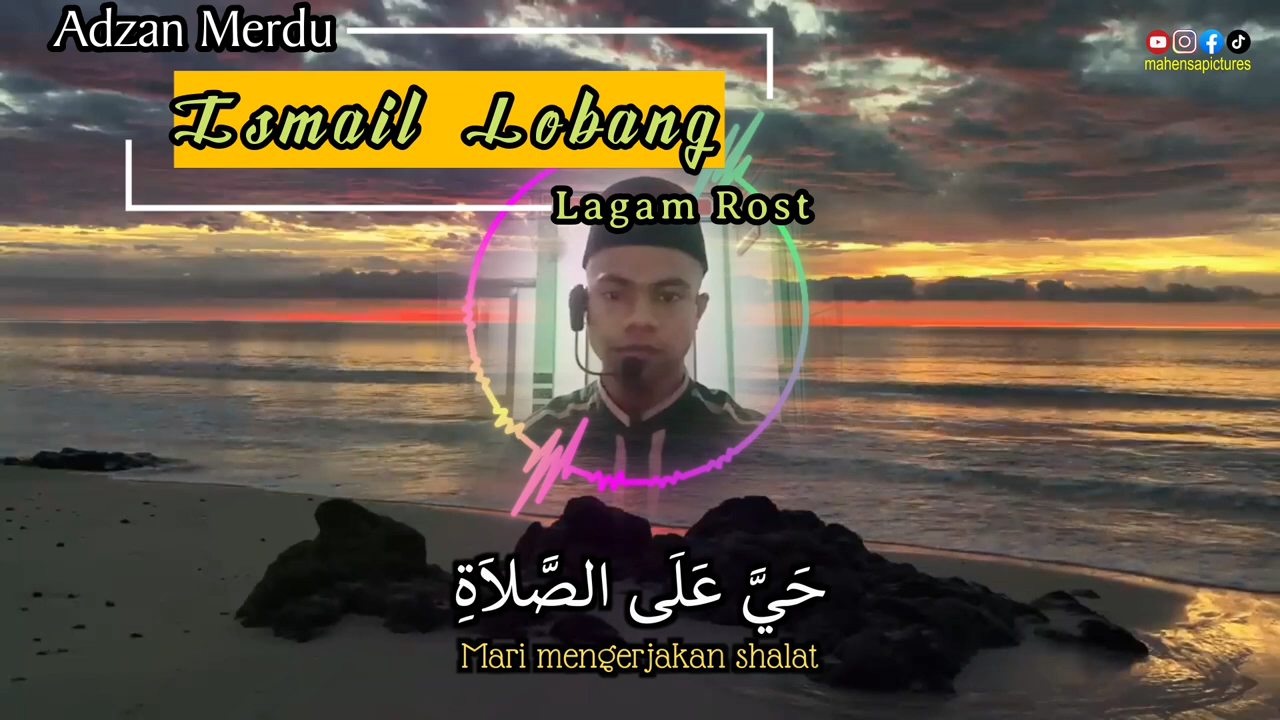 Adzan Merdu
Ismail Lobang
Lagam Rost
mahensapictures
حَيَّ عَلَى الصَّلاَةِ
Mari mengerjakan shalat